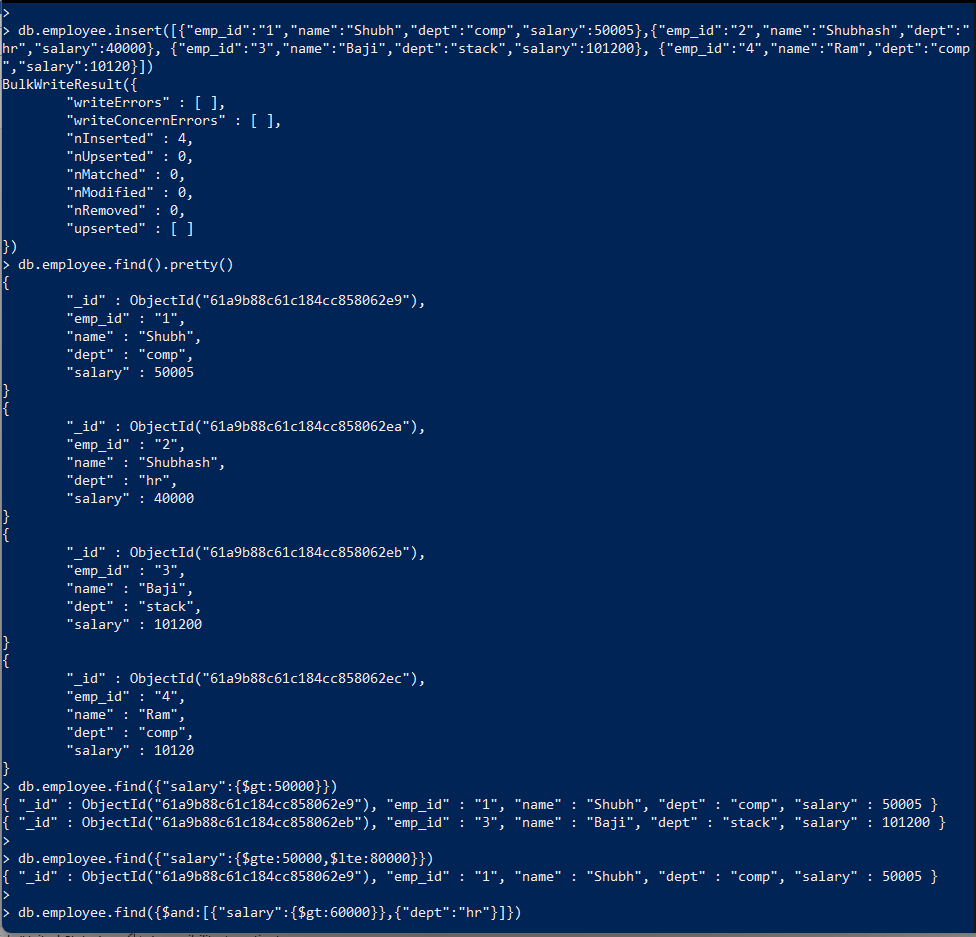 >
> db.employee.insert([{"emp_id":"1","name":"Shubh","dept":"comp","salary":50005},{"emp_id":"2","name":"Shubhash","dept":"
hr","salary":40000}, {"emp_id":"3","name":"Baji","dept":"stack","salary":101200}, {"emp_id":"4","name":"Ram","dept":"comp
","salary":10120}])
BulkWriteResult({
        "writeErrors" : [ ],
        "writeConcernErrors" : [ ],
        "nInserted" : 4,
        "nUpserted" : 0,
        "nMatched" : 0,
        "nModified" : 0,
        "nRemoved" : 0,
        "upserted" : [ ]
})
> db.employee.find().pretty()
{
        "_id" : ObjectId("61a9b88c61c184cc858062e9"),
        "emp_id" : "1",
        "name" : "Shubh",
        "dept" : "comp",
        "salary" : 50005
}
{
        "_id" : ObjectId("61a9b88c61c184cc858062ea"),
        "emp_id" : "2",
        "name" : "Shubhash",
        "dept" : "hr",
        "salary" : 40000
}
{
        "_id" : ObjectId("61a9b88c61c184cc858062eb"),
        "emp_id" : "3",
        "name" : "Baji",
        "dept" : "stack",
        "salary" : 101200
}
{
        "_id" : ObjectId("61a9b88c61c184cc858062ec"),
        "emp_id" : "4",
        "name" : "Ram",
        "dept" : "comp",
        "salary" : 10120
}
> db.employee.find({"salary":{$gt:50000}})
{ "_id" : ObjectId("61a9b88c61c184cc858062e9"), "emp_id" : "1", "name" : "Shubh", "dept" : "comp", "salary" : 50005 }
{ "_id" : ObjectId("61a9b88c61c184cc858062eb"), "emp_id" : "3", "name" : "Baji", "dept" : "stack", "salary" : 101200 }
>
> db.employee.find({"salary":{$gte:50000,$lte:80000}})
{ "_id" : ObjectId("61a9b88c61c184cc858062e9"), "emp_id" : "1", "name" : "Shubh", "dept" : "comp", "salary" : 50005 }
>
> db.employee.find({$and:[{"salary":{$gt:60000}},{"dept":"hr"}]})